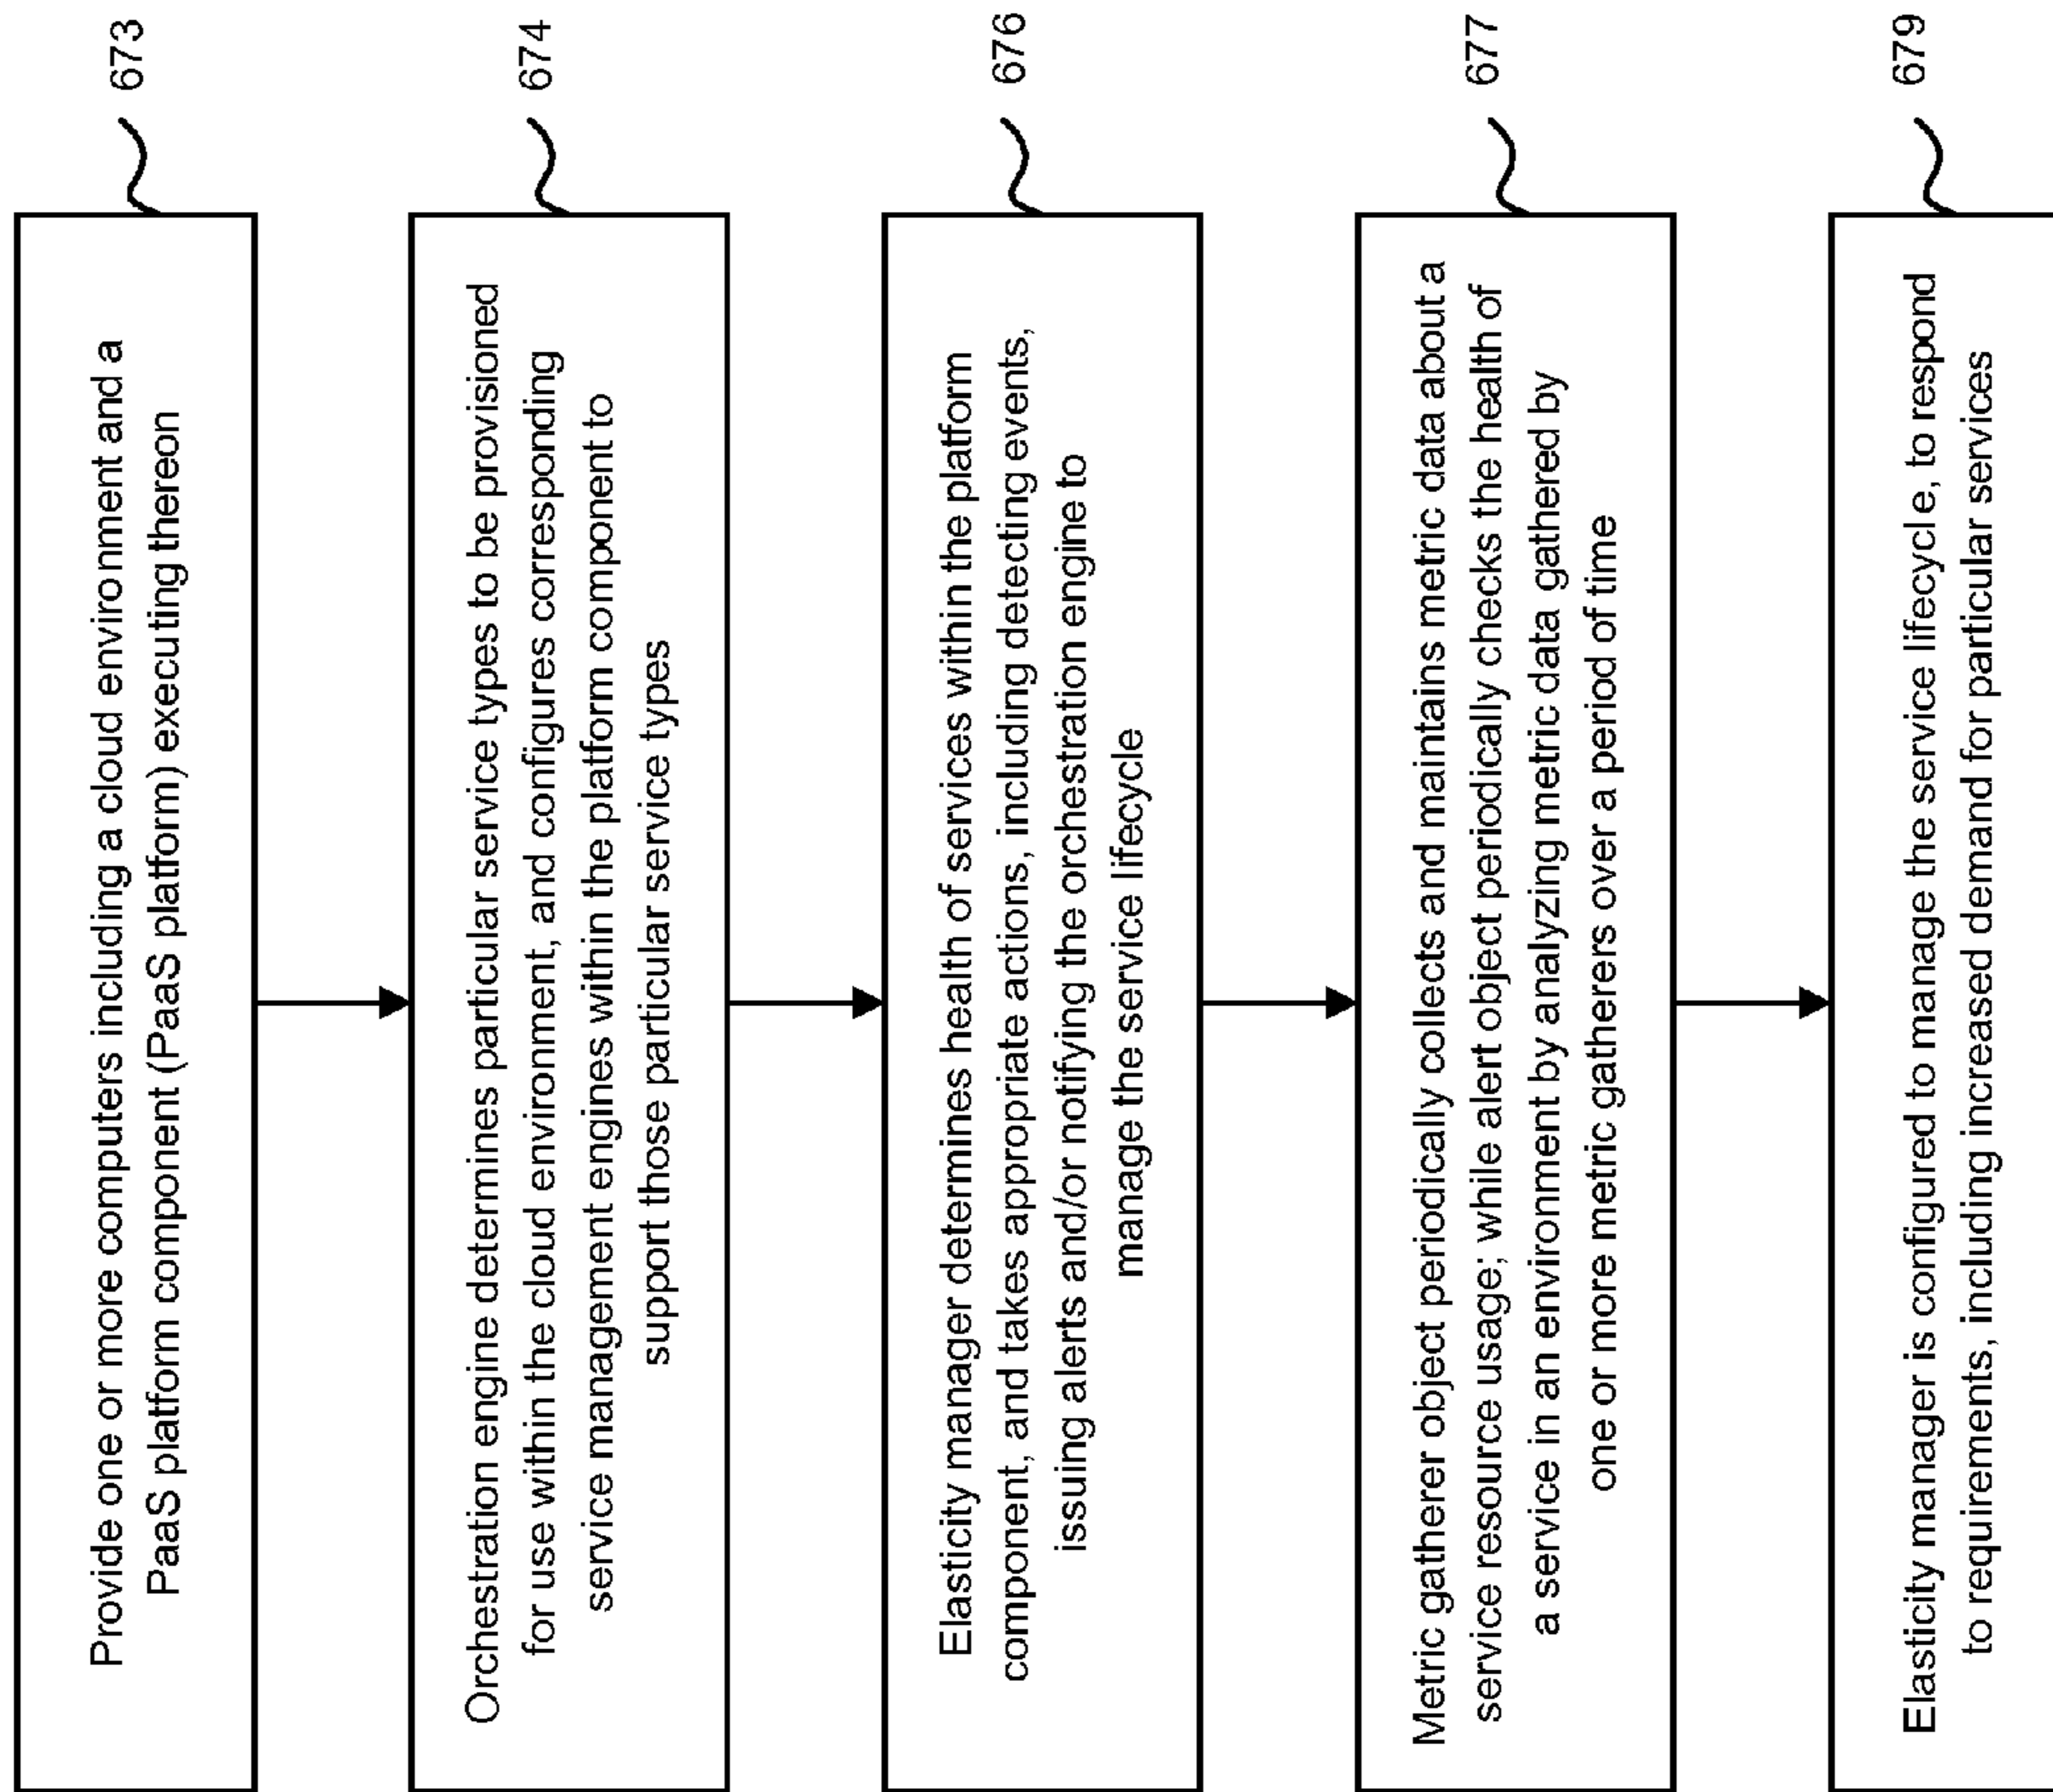 Provide one or more computers including a cloud environment and a
PaaS platform component (PaaS platform) executing thereon
673
Orchestration engine determines particular service types to be provisioned
for use within the cloud environment, and configures corresponding
service management engines within the platform component to
support those particular service types
674
Elasticity manager determines health of services within the platform
component, and takes appropriate actions, including detecting events,
issuing alerts and/or notifying the orchestration engine to
manage the service lifecycle
676
Metric gatherer object periodically collects and maintains metric data about a
service resource usage; while alert object periodically checks the health of
a service in an environment by analyzing metric data gathered by
one or more metric gatherers over a period of time
677
Elasticity manager is configured to manage the service lifecycle, to respond
to requirements, including increased demand for particular services
679